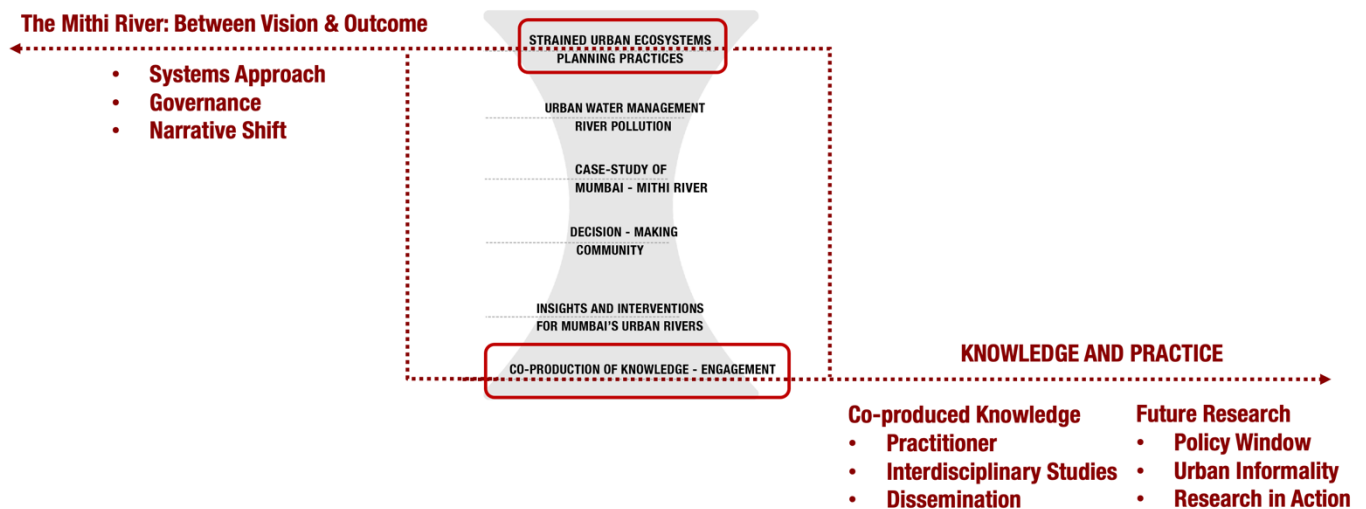 The Mithi River: Between Vision & Outcome
• Systems Approach
• Governance
• Narrative Shift
STRAINED URBAN ECOSYSTEMS
PLANNING PRACTICES
URBAN WATER MANAGEMENT
RIVER POLLUTION
CASE-STUDY OF
MUMBAI - MITHI RIVER
DECISION - MAKING
COMMUNITY
INSIGHTS AND INTERVENTIONS
FOR MUMBAI'S URBAN RIVERS
CO-PRODUCTION OF KNOWLEDGE - ENGAGEMENT
KNOWLEDGE AND PRACTICE
Co-produced Knowledge
• Practitioner
• Interdisciplinary Studies
• Dissemination
Future Research
• Policy Window
• Urban Informality
• Research in Action